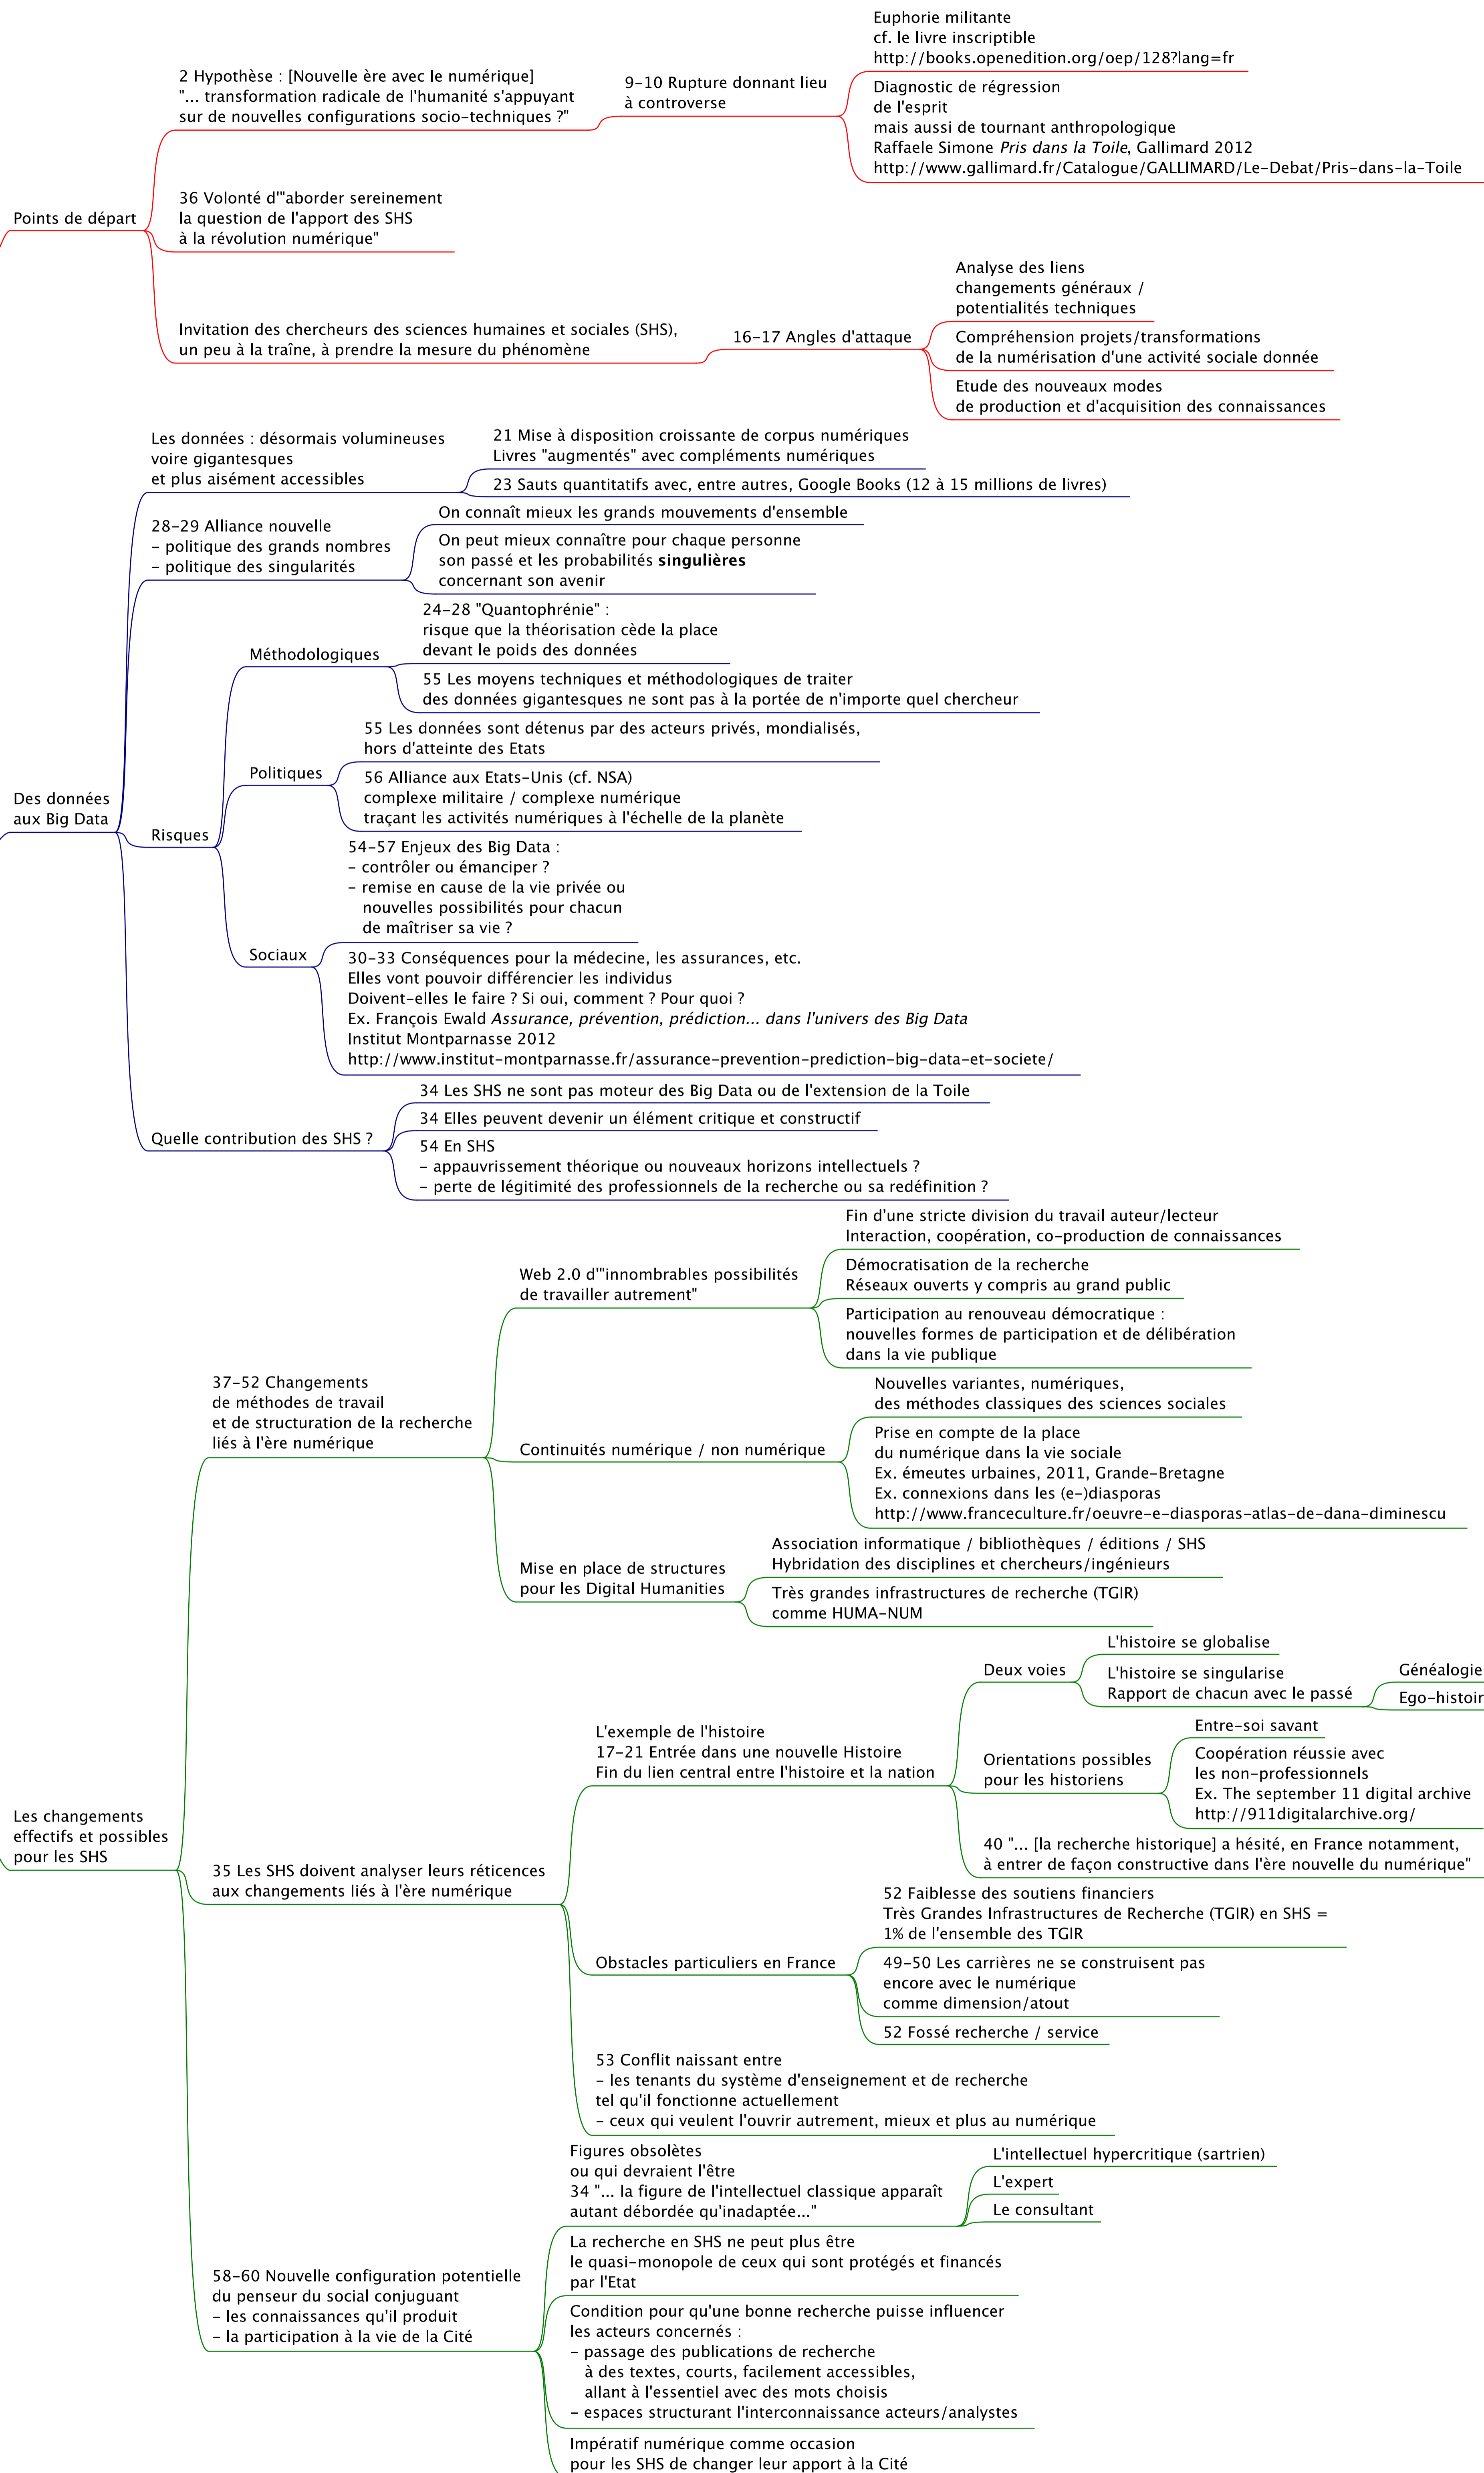 Points de départ
2 Hypothèse : [Nouvelle ère avec le numérique]
"... transformation radicale de l'humanité s'appuyant
sur de nouvelles configurations socio-techniques ?"
9-10 Rupture donnant lieu
à controverse
Euphorie militante
cf. le livre inscriptible
http://books.openedition.org/oep/128?lang=fr
Diagnostic de régression
de l'esprit
mais aussi de tournant anthropologique
Raffaele Simone Pris dans la Toile, Gallimard 2012
http://www.gallimard.fr/Catalogue/GALLIMARD/Le-Debat/Pris-dans-la-Toile
36 Volonté d'"aborder sereinement
la question de l'apport des SHS
à la révolution numérique"
Invitation des chercheurs des sciences humaines et sociales (SHS),
un peu à la traîne, à prendre la mesure du phénomène
16-17 Angles d'attaque
Analyse des liens
changements généraux /
potentialités techniques
Compréhension projets/transformations
de la numérisation d'une activité sociale donnée
Etude des nouveaux modes
de production et d'acquisition des connaissances
Des données
aux Big Data
Les données : désormais volumineuses
voire gigantesques
et plus aisément accessibles
21 Mise à disposition croissante de corpus numériques
Livres "augmentés" avec compléments numériques
23 Sauts quantitatifs avec, entre autres, Google Books (12 à 15 millions de livres)
28-29 Alliance nouvelle
- politique des grands nombres
- politique des singularités
On connaît mieux les grands mouvements d'ensemble
On peut mieux connaître pour chaque personne
son passé et les probabilités singulières
concernant son avenir
Risques
Méthodologiques
24-28 "Quantophrénie" :
risque que la théorisation cède la place
devant le poids des données
55 Les moyens techniques et méthodologiques de traiter
des données gigantesques ne sont pas à la portée de n'importe quel chercheur
Politiques
55 Les données sont détenus par des acteurs privés, mondialisés,
hors d'atteinte des Etats
56 Alliance aux Etats-Unis (cf. NSA)
complexe militaire / complexe numérique
traçant les activités numériques à l'échelle de la planète
Sociaux
54-57 Enjeux des Big Data :
- contrôler ou émanciper ?
- remise en cause de la vie privée ou
nouvelles possibilités pour chacun
de maîtriser sa vie ?
30-33 Conséquences pour la médecine, les assurances, etc.
Elles vont pouvoir différencier les individus
Doivent-elles le faire ? Si oui, comment ? Pour quoi ?
Ex. François Ewald Assurance, prévention, prédiction... dans l'univers des Big Data
Institut Montparnasse 2012
http://www.institut-montparnasse.fr/assurance-prevention-prediction-big-data-et-societe/
Quelle contribution des SHS ?
34 Les SHS ne sont pas moteur des Big Data ou de l'extension de la Toile
34 Elles peuvent devenir un élément critique et constructif
54 En SHS
- appauvrissement théorique ou nouveaux horizons intellectuels ?
- perte de légitimité des professionnels de la recherche ou sa redéfinition ?
Les changements
effectifs et possibles
pour les SHS
37-52 Changements
de méthodes de travail
et de structuration de la recherche
liés à l'ère numérique
Web 2.0 d'"innombrables possibilités
de travailler autrement"
Fin d'une stricte division du travail auteur/lecteur
Interaction, coopération, co-production de connaissances
Démocratisation de la recherche
Réseaux ouverts y compris au grand public
Participation au renouveau démocratique :
nouvelles formes de participation et de délibération
dans la vie publique
Continuités numérique / non numérique
Nouvelles variantes, numériques,
des méthodes classiques des sciences sociales
Prise en compte de la place
du numérique dans la vie sociale
Ex. émeutes urbaines, 2011, Grande-Bretagne
Ex. connexions dans les (e-)diasporas
http://www.franceculture.fr/oeuvre-e-diasporas-atlas-de-dana-diminescu
Mise en place de structures
pour les Digital Humanities
Association informatique / bibliothèques / éditions / SHS
Hybridation des disciplines et chercheurs/ingénieurs
Très grandes infrastructures de recherche (TGIR)
comme HUMA-NUM
35 Les SHS doivent analyser leurs réticences
aux changements liés à l'ère numérique
L'exemple de l'histoire
17-21 Entrée dans une nouvelle Histoire
Fin du lien central entre l'histoire et la nation
Deux voies
L'histoire se globalise
L'histoire se singularise
Rapport de chacun avec le passé
Généalogie
Ego-histoir
Orientations possibles
pour les historiens
Entre-soi savant
Coopération réussie avec
les non-professionnels
Ex. The september 11 digital archive
http://911digitalarchive.org/
40 "... [la recherche historique] a hésité, en France notamment,
à entrer de façon constructive dans l'ère nouvelle du numérique"
Obstacles particuliers en France
52 Faiblesse des soutiens financiers
Très Grandes Infrastructures de Recherche (TGIR) en SHS =
1% de l'ensemble des TGIR
49-50 Les carrières ne se construisent pas
encore avec le numérique
comme dimension/atout
52 Fossé recherche / service
53 Conflit naissant entre
- les tenants du système d'enseignement et de recherche
tel qu'il fonctionne actuellement
- ceux qui veulent l'ouvrir autrement, mieux et plus au numérique
58-60 Nouvelle configuration potentielle
du penseur du social conjuguant
- les connaissances qu'il produit
- la participation à la vie de la Cité
Figures obsolètes
ou qui devraient l'être
34 "... la figure de l'intellectuel classique apparaît
autant débordée qu'inadaptée..."
L'intellectuel hypercritique (sartrien)
L'expert
Le consultant
La recherche en SHS ne peut plus être
le quasi-monopole de ceux qui sont protégés et financés
par l'Etat
Condition pour qu'une bonne recherche puisse influencer
les acteurs concernés :
- passage des publications de recherche
à des textes, courts, facilement accessibles,
allant à l'essentiel avec des mots choisis
- espaces structurant l'interconnaissance acteurs/analystes
Impératif numérique comme occasion
pour les SHS de changer leur apport à la Cité